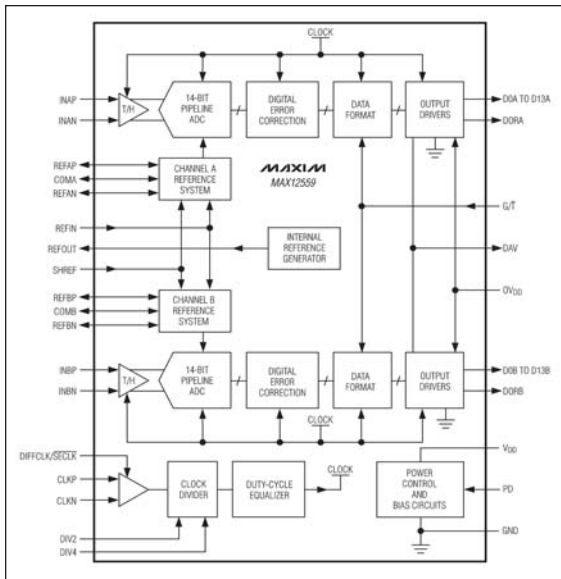 CLOCK
INAP
INAN
T/H
14-BIT
PIPELINE
ADC
DIGITAL
ERROR
CORRECTION
DATA
FORMAT
OUTPUT
DRIVERS
D0A TO D13A
DORA
REFAP
COMA
REFAN
CHANNEL A
REFERENCE
SYSTEM
MAXIM
MAX12559
G/T̅
REFIN
REFOUT
INTERNAL
REFERENCE
GENERATOR
DAV
SHREF
OVDD
REFBP
COMB
REFBN
CHANNEL B
REFERENCE
SYSTEM
INBP
INBN
T/H
14-BIT
PIPELINE
ADC
DIGITAL
ERROR
CORRECTION
DATA
FORMAT
OUTPUT
DRIVERS
D0B TO D13B
DORB
CLOCK
DIFFCLK/S̅E̅C̅L̅K̅
CLKP
CLKN
CLOCK
DIVIDER
DUTY-CYCLE
EQUALIZER
CLOCK
POWER
CONTROL
AND
BIAS CIRCUITS
VDD
PD
GND
DIV2
DIV4